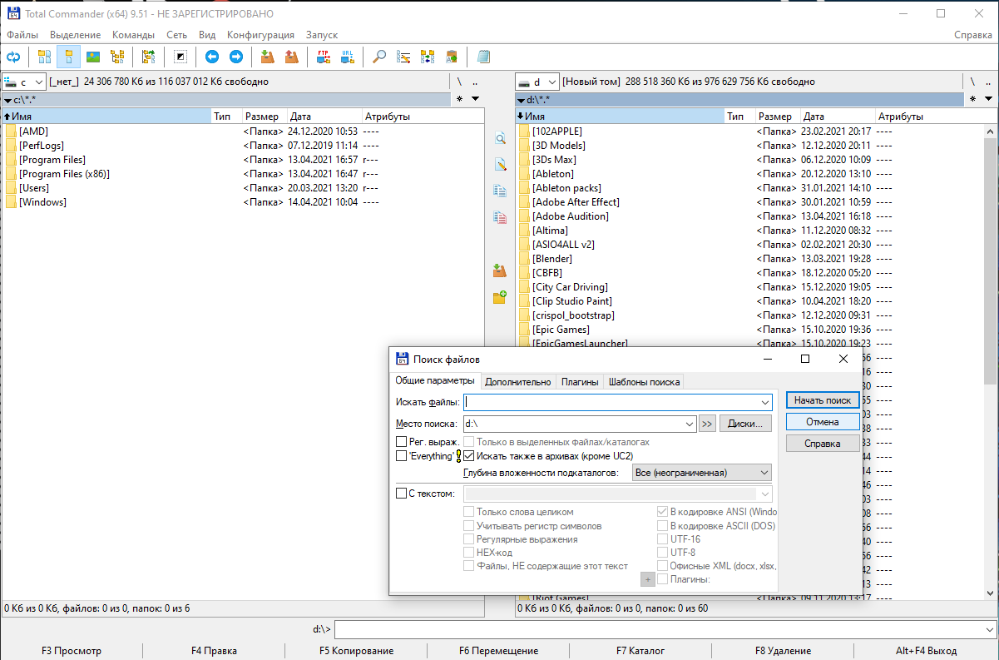 Total Commander (x64) 9.51 - НЕ ЗАРЕГИСТРИРОВАНО
Файлы Выделение Команды Сеть Вид Конфигурация Запуск Справка
FTP URL
c [_нет_] 24 306 780 Кб из 116 037 012 Кб свободно \ ..
d [Новый том] 288 518 360 Кб из 976 629 756 Кб свободно \ ..
c:\*.* * 
d:\*.* *
Имя Тип Размер Дата Атрибуты
[AMD] <Папка> 24.12.2020 10:53 ----
[PerfLogs] <Папка> 07.12.2019 11:14 ----
[Program Files] <Папка> 13.04.2021 16:57 r---
[Program Files (x86)] <Папка> 13.04.2021 16:47 r---
[Users] <Папка> 20.03.2021 13:20 r---
[Windows] <Папка> 14.04.2021 10:04 ----
0 Кб из 0 Кб, файлов: 0 из 0, папок: 0 из 6
Имя Тип Размер Дата Атрибуты
[102APPLE] <Папка> 23.02.2021 20:17 ----
[3D Models] <Папка> 12.12.2020 20:11 ----
[3Ds Max] <Папка> 06.12.2020 10:09 ----
[Ableton] <Папка> 20.12.2020 13:10 ----
[Ableton packs] <Папка> 31.01.2021 14:10 ----
[Adobe After Effect] <Папка> 30.01.2021 10:59 ----
[Adobe Audition] <Папка> 13.04.2021 16:18 ----
[Altima] <Папка> 11.12.2020 08:32 ----
[ASIO4ALL v2] <Папка> 02.02.2021 20:30 ----
[Blender] <Папка> 13.03.2021 19:28 ----
[CBFB] <Папка> 18.12.2020 05:20 ----
[City Car Driving] <Папка> 15.12.2020 19:05 ----
[Clip Studio Paint] <Папка> 10.04.2021 18:20 ----
[crispol_bootstrap] <Папка> 12.12.2020 09:31 ----
[Epic Games] <Папка> 15.10.2020 19:36 ----
[EpicGamesLauncher] <Папка> 15.10.2020 19:23 ----
[Riot Games] <Папка> 09.11.2020 13:17 ----
0 Кб из 0 Кб, файлов: 0 из 0, папок: 0 из 60
Поиск файлов
Общие параметры Дополнительно Плагины Шаблоны поиска
Искать файлы: Начать поиск
Место поиска: d:\ >> Диски... Отмена
Рег. выраж. Только в выделенных файлах/каталогах Справка
'Everything' Искать также в архивах (кроме UC2)
Глубина вложенности подкаталогов: Все (неограниченная)
С текстом:
Только слова целиком В кодировке ANSI (Windo
Учитывать регистр символов В кодировке ASCII (DOS)
Регулярные выражения UTF-16
HEX-код UTF-8
Файлы, НЕ содержащие этот текст Офисные XML (docx, xlsx,
+ Плагины:
d:\>
F3 Просмотр F4 Правка F5 Копирование F6 Перемещение F7 Каталог F8 Удаление Alt+F4 Выход